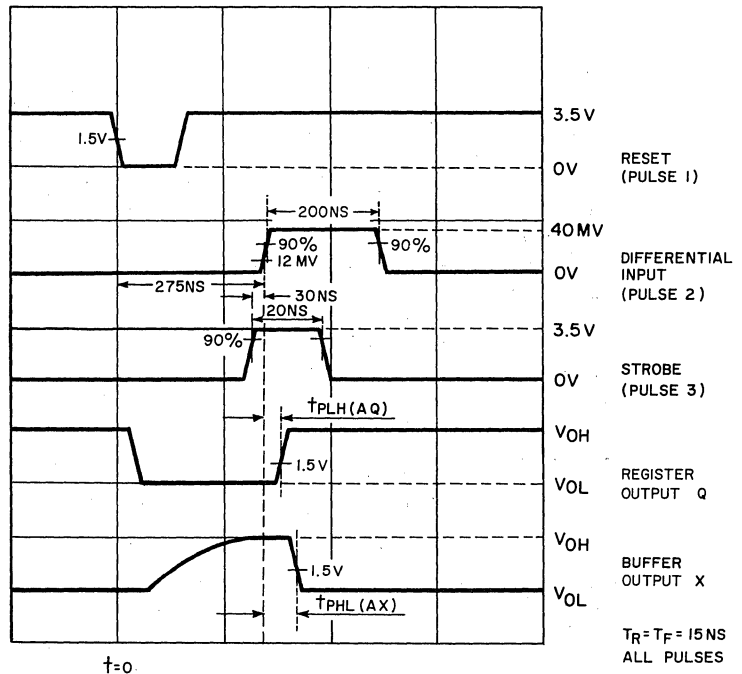 3.5V
1.5V
0V
RESET
(PULSE 1)
200NS
40MV
90%
90%
12 MV
0V
DIFFERENTIAL
INPUT
(PULSE 2)
275NS
30NS
120NS
3.5V
90%
0V
STROBE
(PULSE 3)
tPLH(AQ)
VOH
1.5V
VOL
REGISTER
OUTPUT Q
VOH
1.5V
VOL
BUFFER
OUTPUT X
tPHL(AX)
t=0
TR=TF=15NS
ALL PULSES